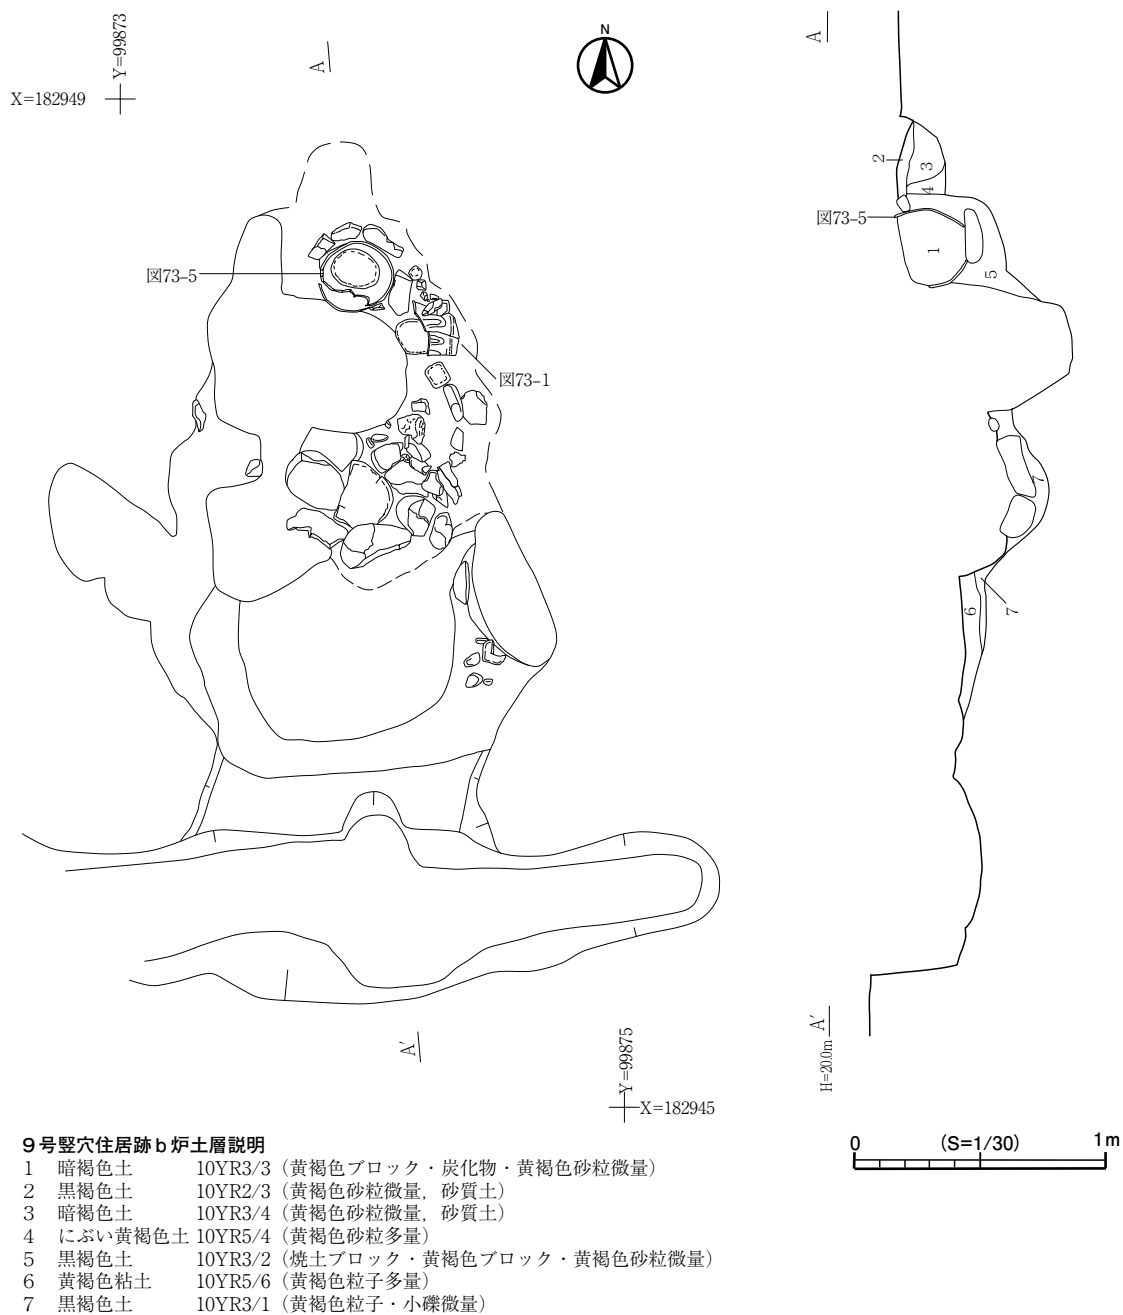 Y=99873
X=182949
A
N
A
2
3
4
図73-5
1
5
図73-5
図73-1
7
6
7
A'
Y=99875
X=182945
A'
H=20.0m
9号竪穴住居跡b炉土層説明
1 暗褐色土 10YR3/3(黄褐色ブロック・炭化物・黄褐色砂粒微量)
2 黒褐色土 10YR2/3(黄褐色砂粒微量,砂質土)
3 暗褐色土 10YR3/4(黄褐色砂粒微量,砂質土)
4 にぶい黄褐色土 10YR5/4(黄褐色砂粒多量)
5 黒褐色土 10YR3/2(焼土ブロック・黄褐色ブロック・黄褐色砂粒微量)
6 黄褐色粘土 10YR5/6(黄褐色粒子多量)
7 黒褐色土 10YR3/1(黄褐色粒子・小礫微量)
0 (S=1/30) 1m